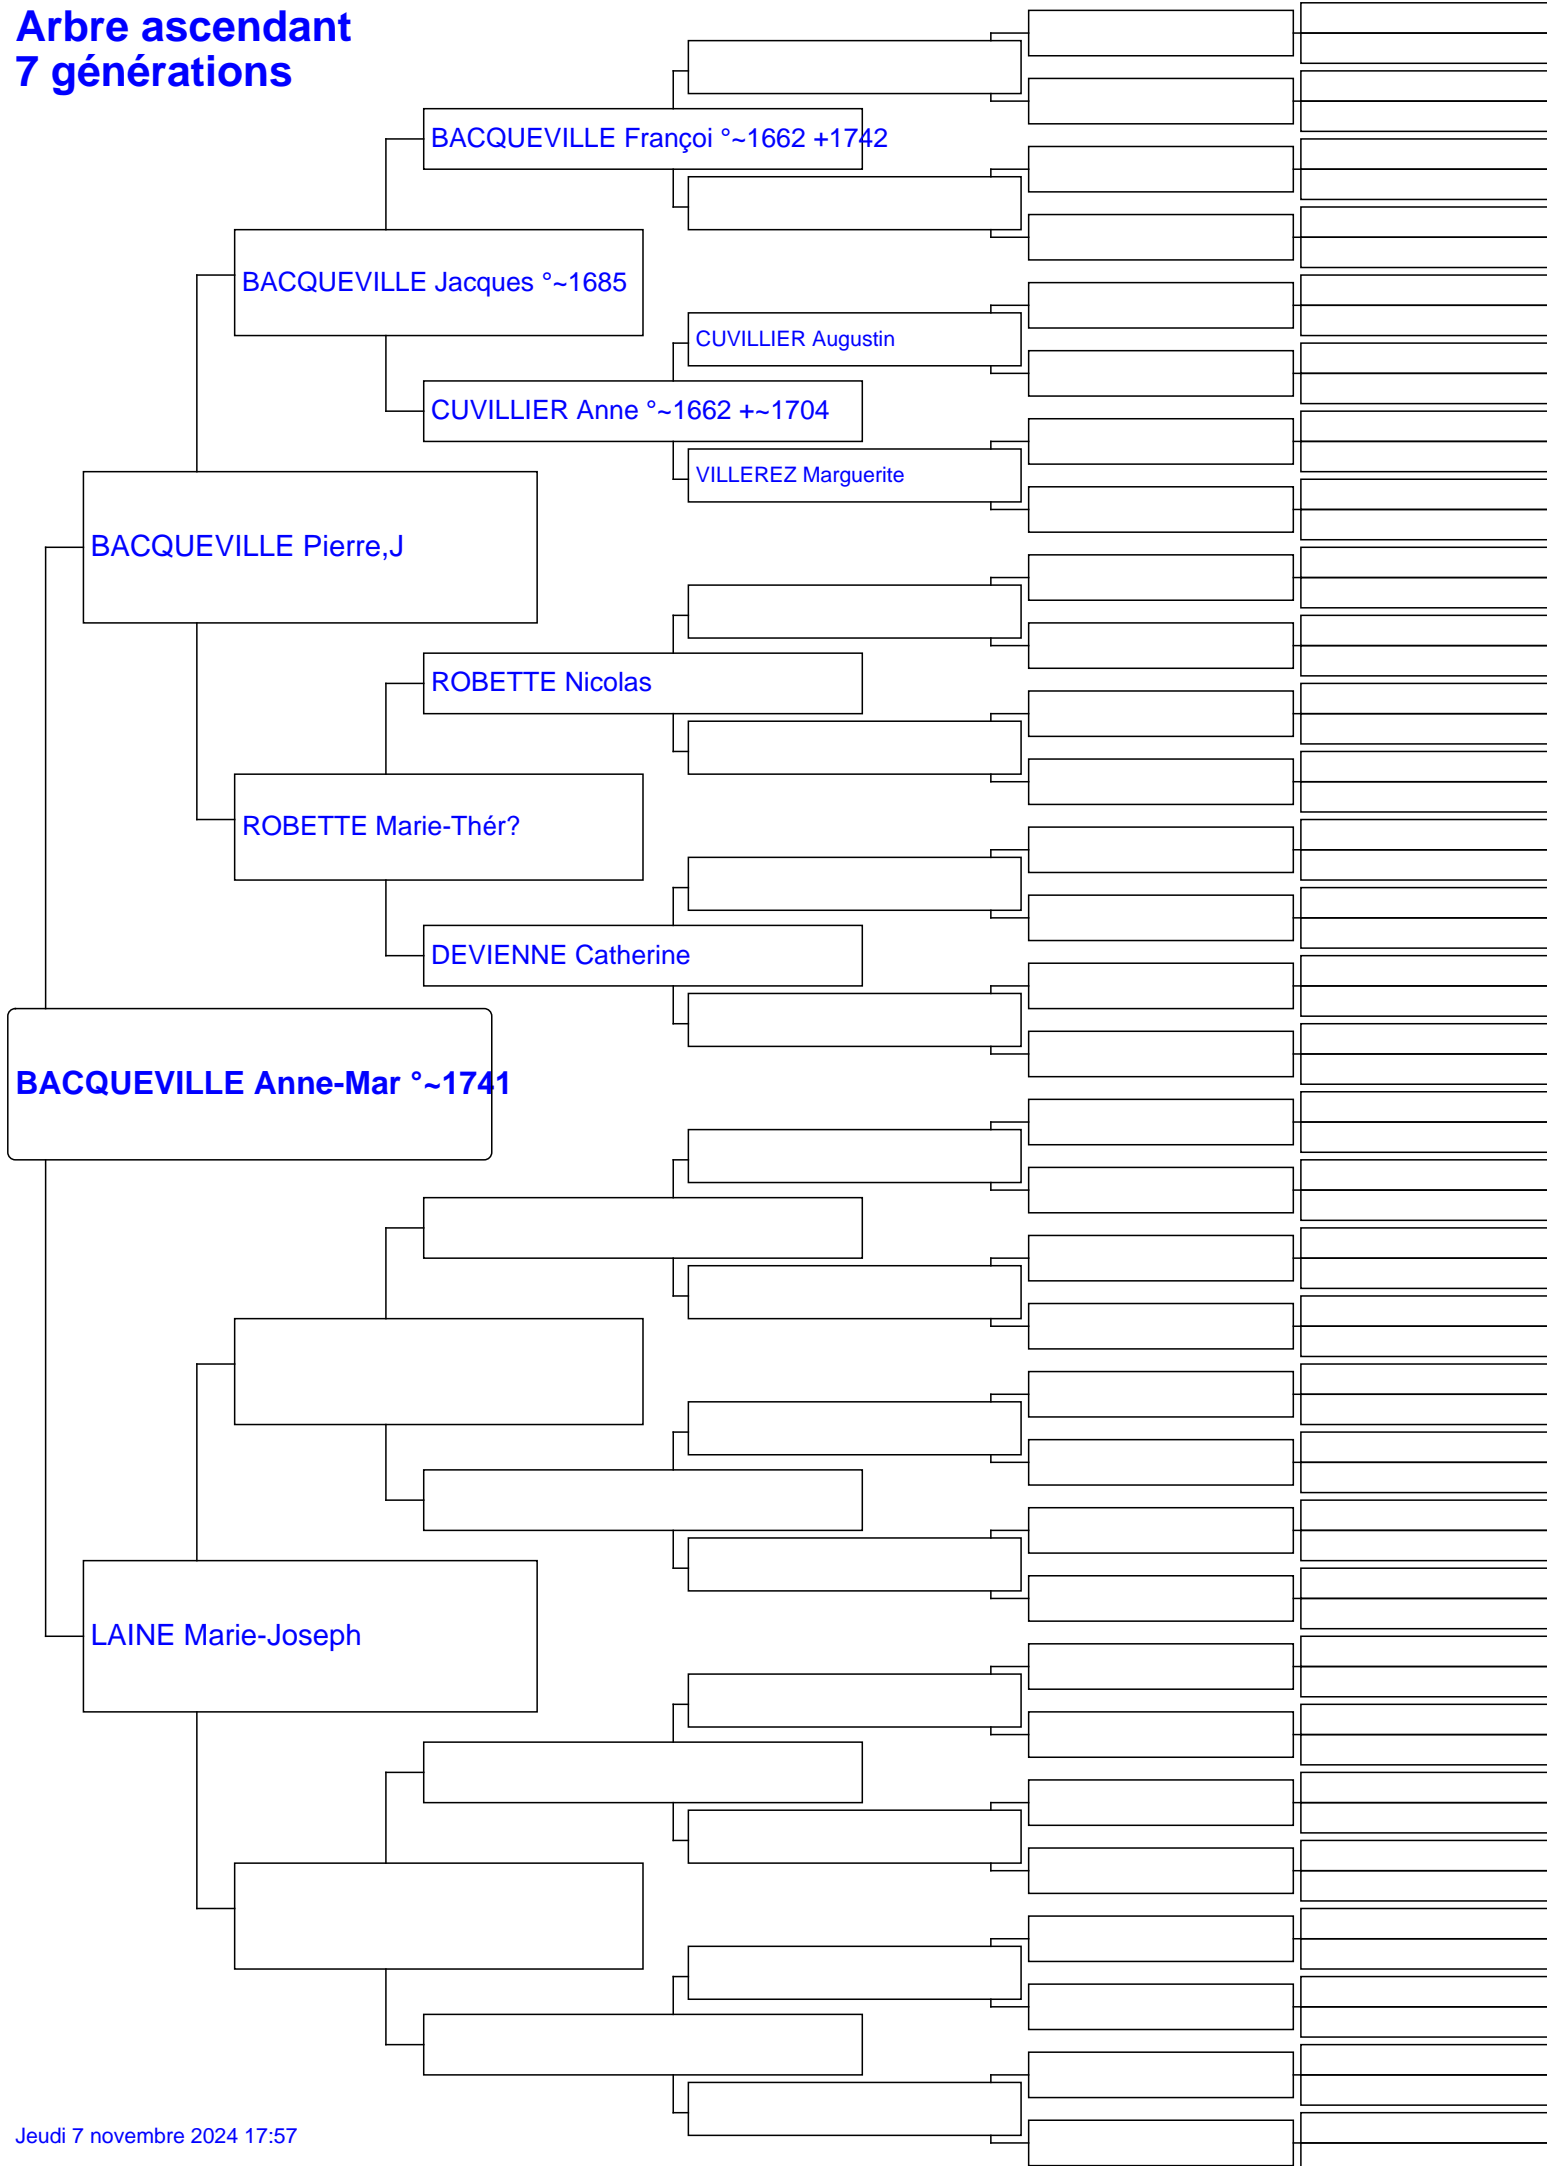 Arbre ascendant
7 générations
BACQUEVILLE Françoi °~1662 +1742
BACQUEVILLE Jacques °~1685
CUVILLIER Augustin
CUVILLIER Anne °~1662 +~1704
VILLEREZ Marguerite
BACQUEVILLE Pierre,J
ROBETTE Nicolas
ROBETTE Marie-Thér?
DEVIENNE Catherine
BACQUEVILLE Anne-Mar °~1741
LAINE Marie-Joseph
Jeudi 7 novembre 2024 17:57